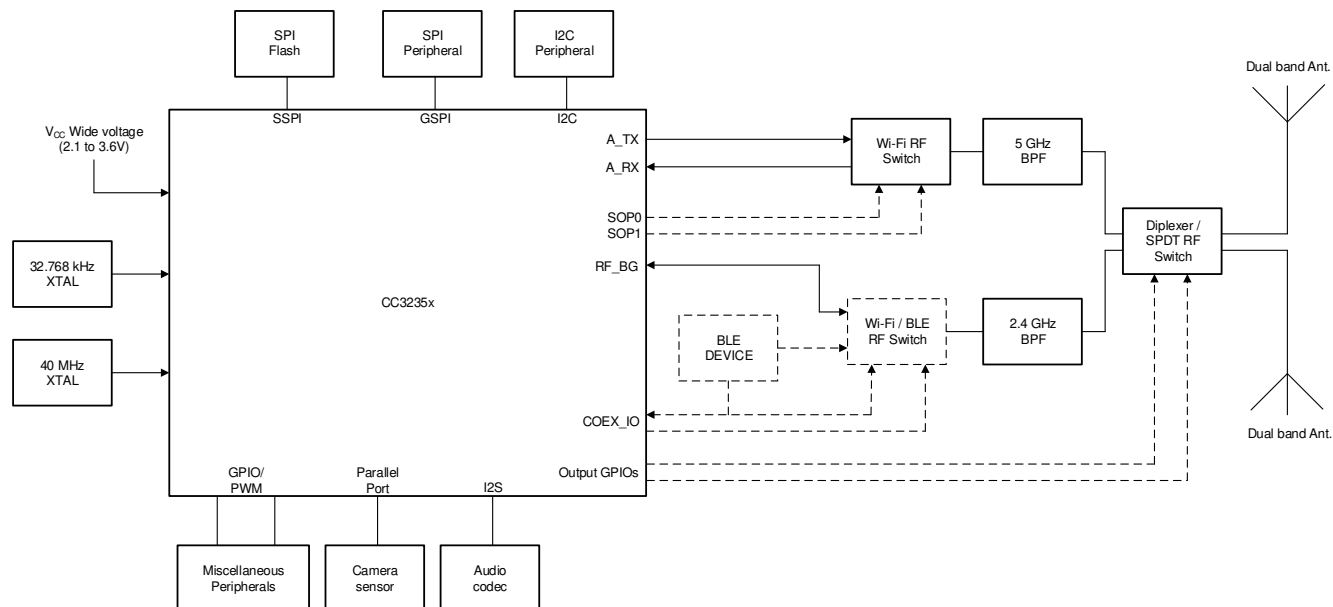 SPI
Flash
SPI
Peripheral
I2C
Peripheral
Dual band Ant.
SSPI
GSPI
I2C
VCC Wide voltage
(2.1 to 3.6V)
A_TX
A_RX
Wi-Fi RF
Switch
5 GHz
BPF
SOP0
SOP1
Diplexer /
SPDT RF
Switch
32.768 kHz
XTAL
RF_BG
CC3235x
BLE
DEVICE
Wi-Fi / BLE
RF Switch
2.4 GHz
BPF
40 MHz
XTAL
COEX_IO
Dual band Ant.
Output GPIOs
GPIO/
PWM
Parallel
Port
I2S
Miscellaneous
Peripherals
Camera
sensor
Audio
codec